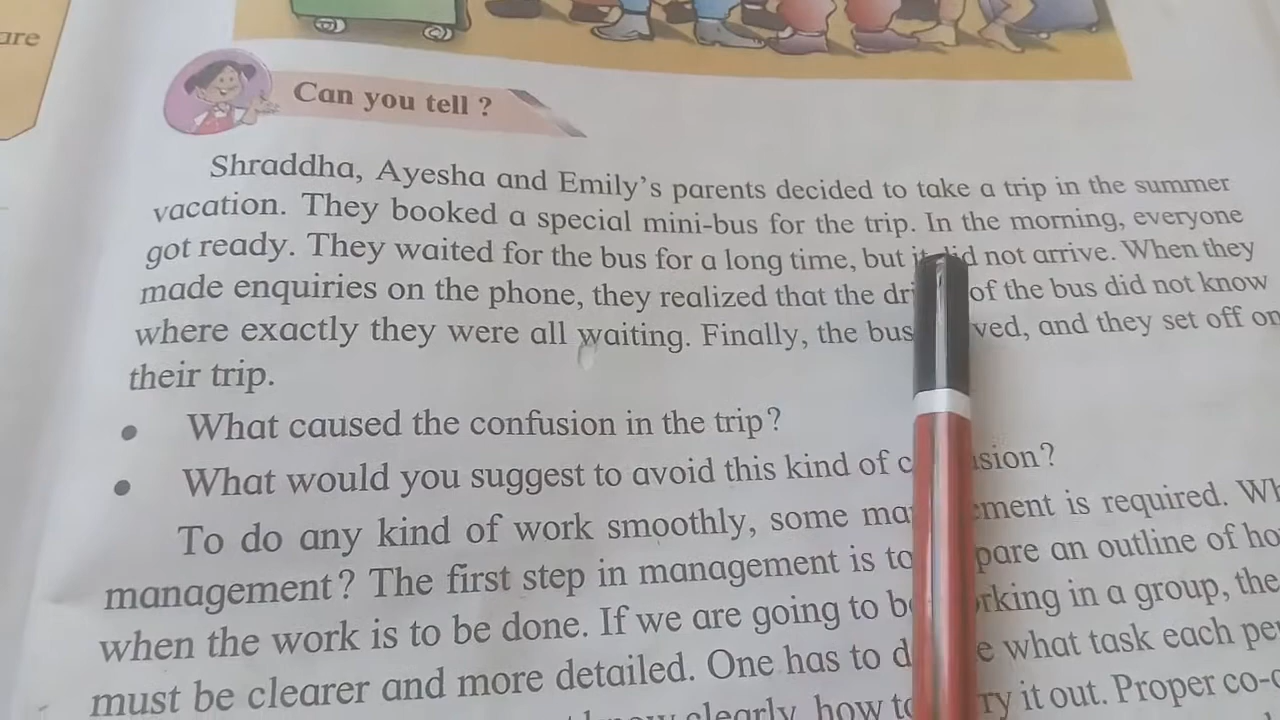 are
Can you tell ?
Shraddha, Ayesha and Emily's parents decided to take a trip in the summer
vacation. They booked a special mini-bus for the trip. In the morning, everyone
got ready. They waited for the bus for a long time, but it did not arrive. When they
made enquiries on the phone, they realized that the of the bus did not know
where exactly they were all waiting. Finally, the bus and they set off on
their trip.
• What caused the confusion in the trip?
• What would you suggest to avoid this kind of
To do any kind of work smoothly, some is required.
management? The first step in management is to an outline of
when the work is to be done. If we are going to in a group,
must be clearer and more detailed. One has to what task each
clearly, how it out. Proper